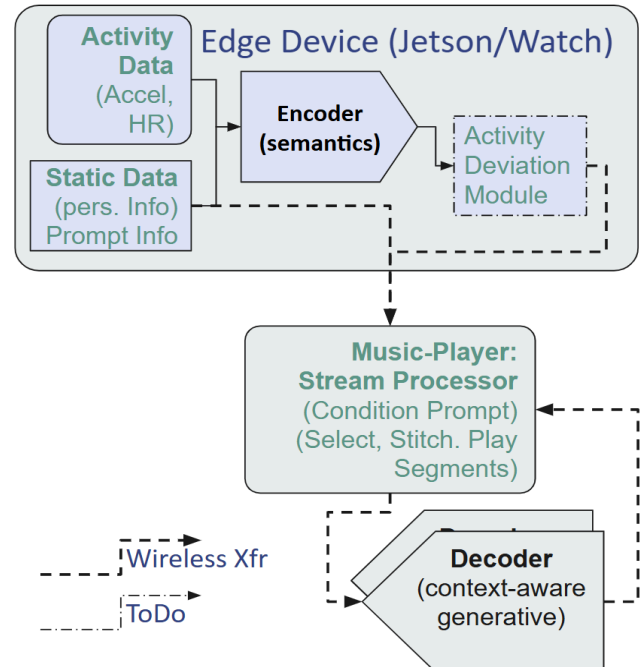 Edge Device (Jetson/Watch)
Activity
Data
(Accel,
HR)
Encoder
(semantics)
Activity
Deviation
Module
Static Data
(pers. Info)
Prompt Info
Music-Player:
Stream Processor
(Condition Prompt)
(Select, Stitch. Play
Segments)
Wireless Xfr
ToDo
Decoder
(context-aware
generative)